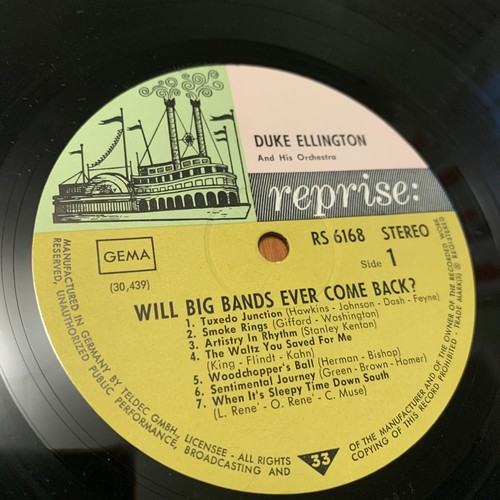 DUKE ELLINGTON
And His Orchestra
reprise:
RS 6168 STEREO
Side 1
GEMA
(30,439)
WILL BIG BANDS EVER COME BACK?
1. Tuxedo Junction (Hawkins - Johnson - Dash - Feyne)
2. Smoke Rings (Gifford - Washington)
3. Artistry In Rhythm (Stanley Kenton)
4. The Waltz You Saved For Me
(King - Flindt - Kahn)
5. Woodchopper's Ball (Herman - Bishop)
6. Sentimental Journey (Green - Brown - Homer)
7. When It's Sleepy Time Down South
(L. Rene' - O. Rene' - C. Muse)
33
MANUFACTURED IN GERMANY BY TELDEC GMBH, LICENSEE - ALL RIGHTS
RESERVED, UNAUTHORIZED PUBLIC PERFORMANCE, BROADCASTING AND
OF THE MANUFACTURER AND OF THE OWNER OF THE RECORDED WORK
COPYING OF THIS RECORD PROHIBITED · TRADE MARK(S) ® REGISTERED